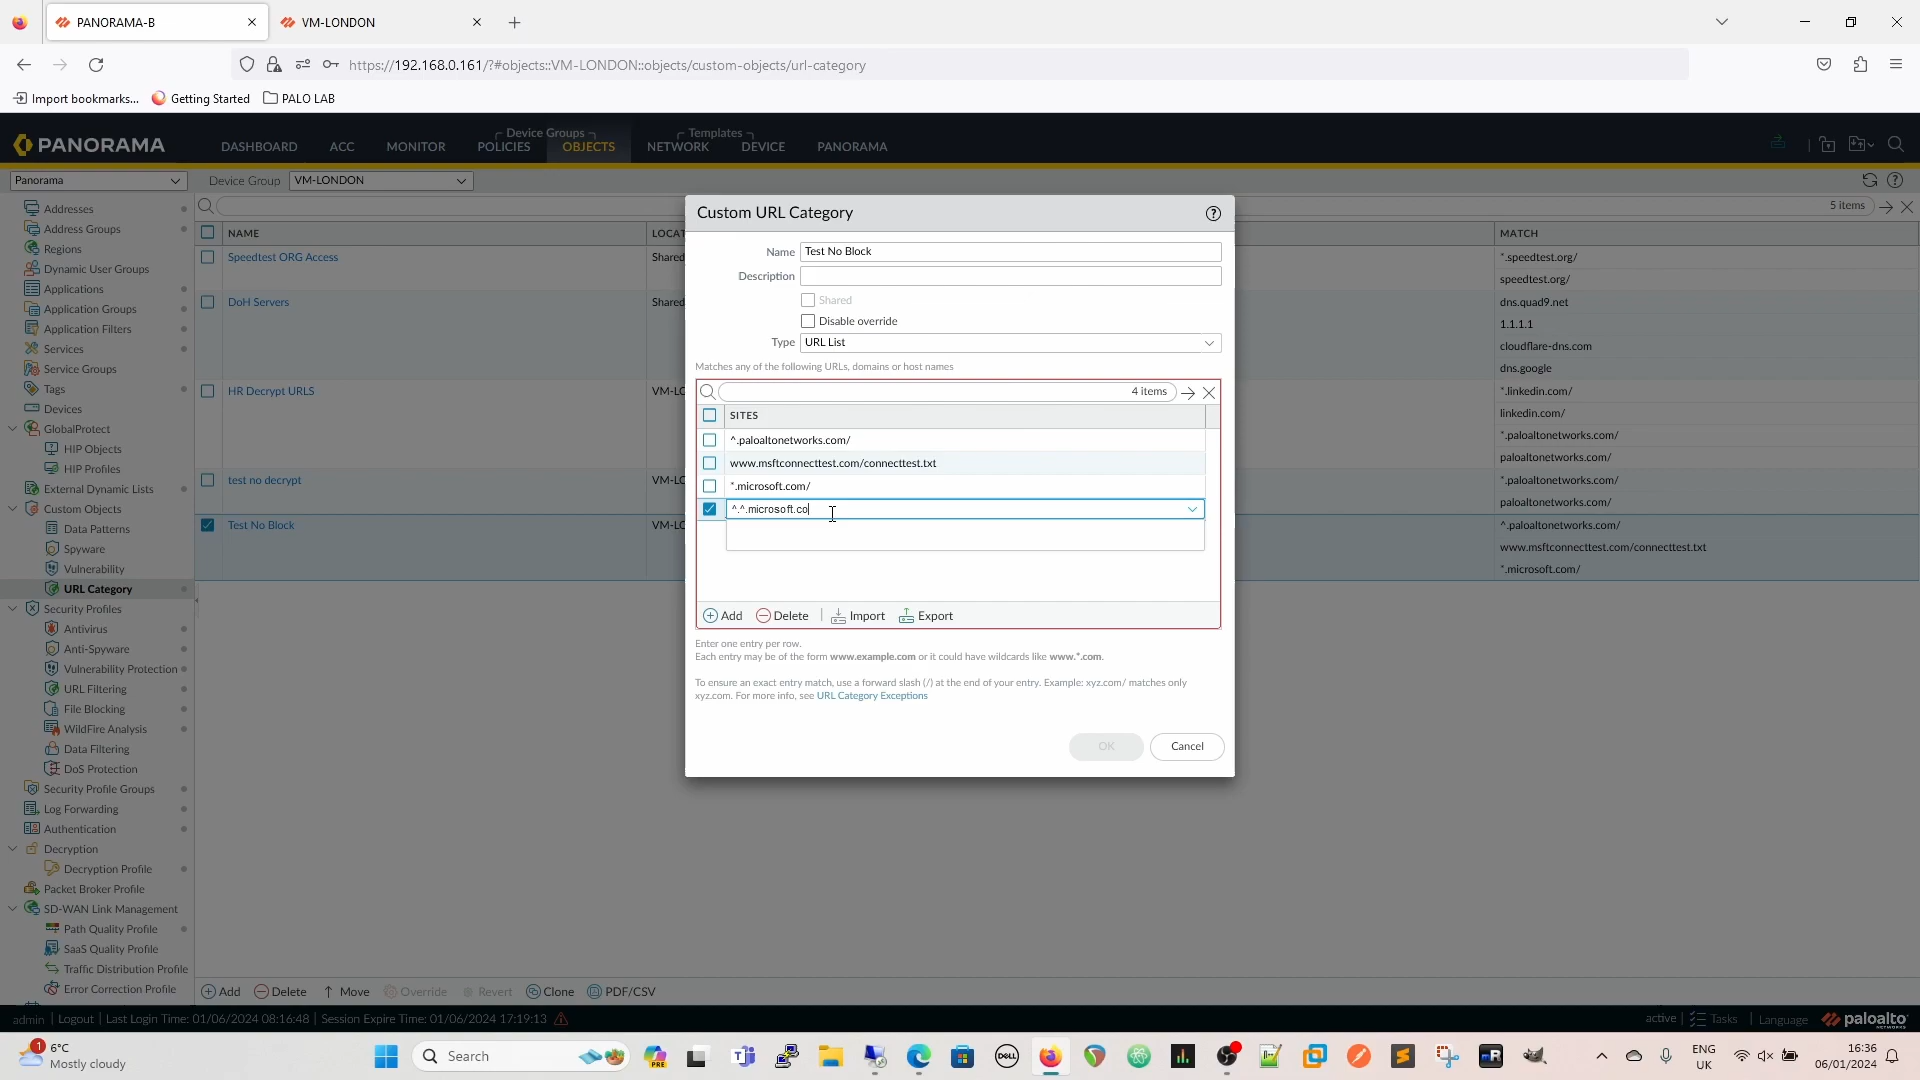 PANORAMA-B
VM-LONDON
https://192.168.0.161/?#objects::VM-LONDON::objects/custom-objects/url-category
Import bookmarks...
Getting Started
PALO LAB
PANORAMA
DASHBOARD
ACC
MONITOR
Device Groups
POLICIES
OBJECTS
Templates
NETWORK
DEVICE
PANORAMA
Panorama
Device Group
VM-LONDON
Addresses
Address Groups
Regions
Dynamic User Groups
Applications
Application Groups
Application Filters
Services
Service Groups
Tags
Devices
GlobalProtect
HIP Objects
HIP Profiles
External Dynamic Lists
Custom Objects
Data Patterns
Spyware
Vulnerability
URL Category
Security Profiles
Antivirus
Anti-Spyware
Vulnerability Protection
URL Filtering
File Blocking
WildFire Analysis
Data Filtering
DoS Protection
Security Profile Groups
Log Forwarding
Authentication
Decryption
Decryption Profile
Packet Broker Profile
SD-WAN Link Management
Path Quality Profile
SaaS Quality Profile
Traffic Distribution Profile
Error Correction Profile
5 items
NAME
LOCAT
MATCH
Speedtest ORG Access
Shared
*.speedtest.org/
speedtest.org/
DoH Servers
Shared
dns.quad9.net
1.1.1.1
cloudflare-dns.com
dns.google
HR Decrypt URLS
VM-LO
*.linkedin.com/
linkedin.com/
*.paloaltonetworks.com/
paloaltonetworks.com/
test no decrypt
VM-LO
*.paloaltonetworks.com/
paloaltonetworks.com/
Test No Block
VM-LO
^.paloaltonetworks.com/
www.msftconnecttest.com/connecttest.txt
*.microsoft.com/
Custom URL Category
Name
Test No Block
Description
Shared
Disable override
Type
URL List
Matches any of the following URLs, domains or host names
4 items
SITES
^.paloaltonetworks.com/
www.msftconnecttest.com/connecttest.txt
*.microsoft.com/
^.^.microsoft.co
Add
Delete
Import
Export
Enter one entry per row.
Each entry may be of the form www.example.com or it could have wildcards like www.*.com.
To ensure an exact entry match, use a forward slash (/) at the end of your entry. Example: xyz.com/ matches only
xyz.com. For more info, see URL Category Exceptions
OK
Cancel
Add
Delete
Move
Override
Revert
Clone
PDF/CSV
admin | Logout | Last Login Time: 01/06/2024 08:16:48 | Session Expire Time: 01/06/2024 17:19:13
active
Tasks
Language
paloalto
NETWORKS
1
6°C
Mostly cloudy
Search
PRE
DELL
mR
ENG
UK
16:36
06/01/2024